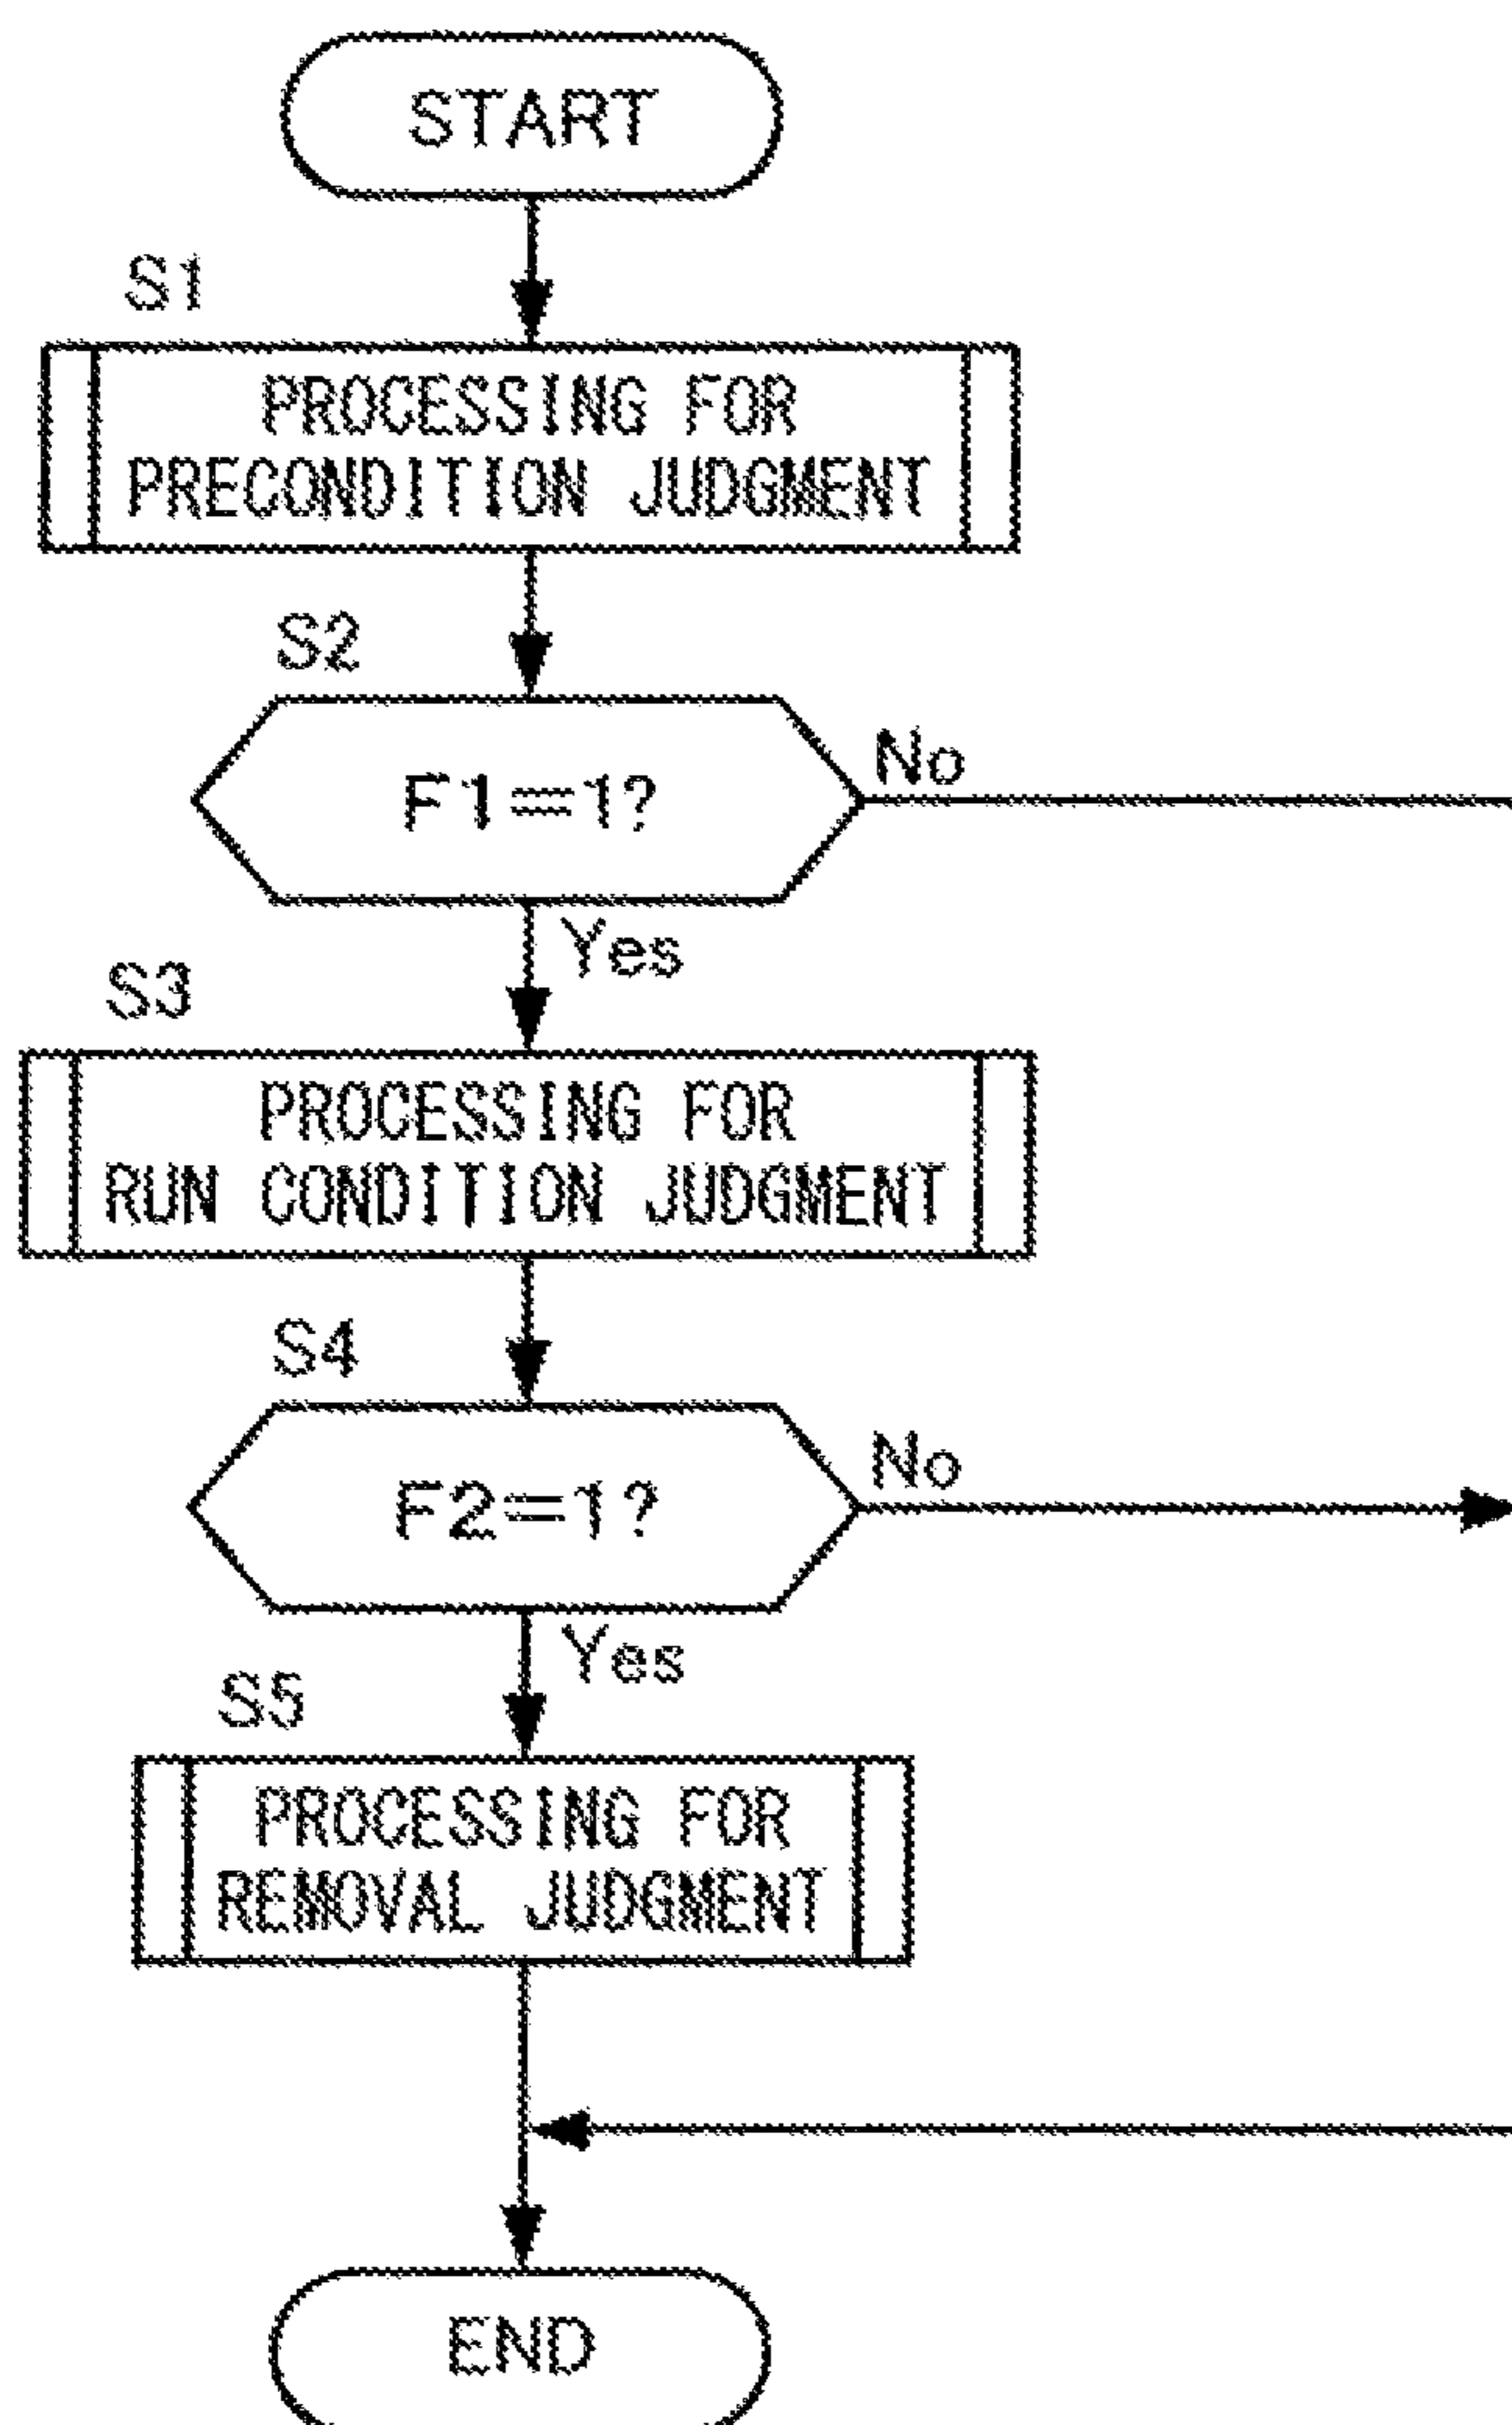 START
S1
PROCESSING FOR
PRECONDITION JUDGMENT
S2
F1=1?
No
Yes
S3
PROCESSING FOR
RUN CONDITION JUDGMENT
S4
F2=1?
No
Yes
S5
PROCESSING FOR
REMOVAL JUDGMENT
END